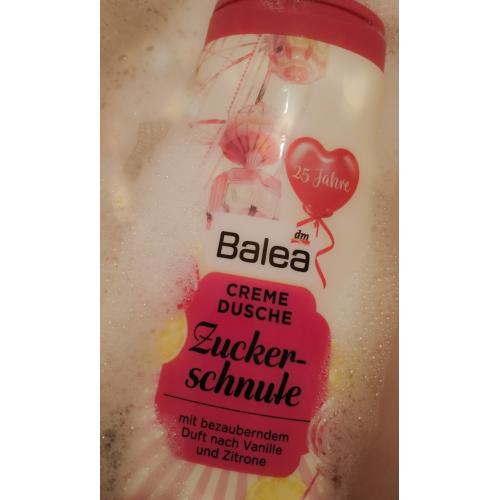 25 Jahre
dm
Balea
CREME
DUSCHE
Zucker-
schnute
mit bezauberndem
Duft nach Vanille
und Zitrone